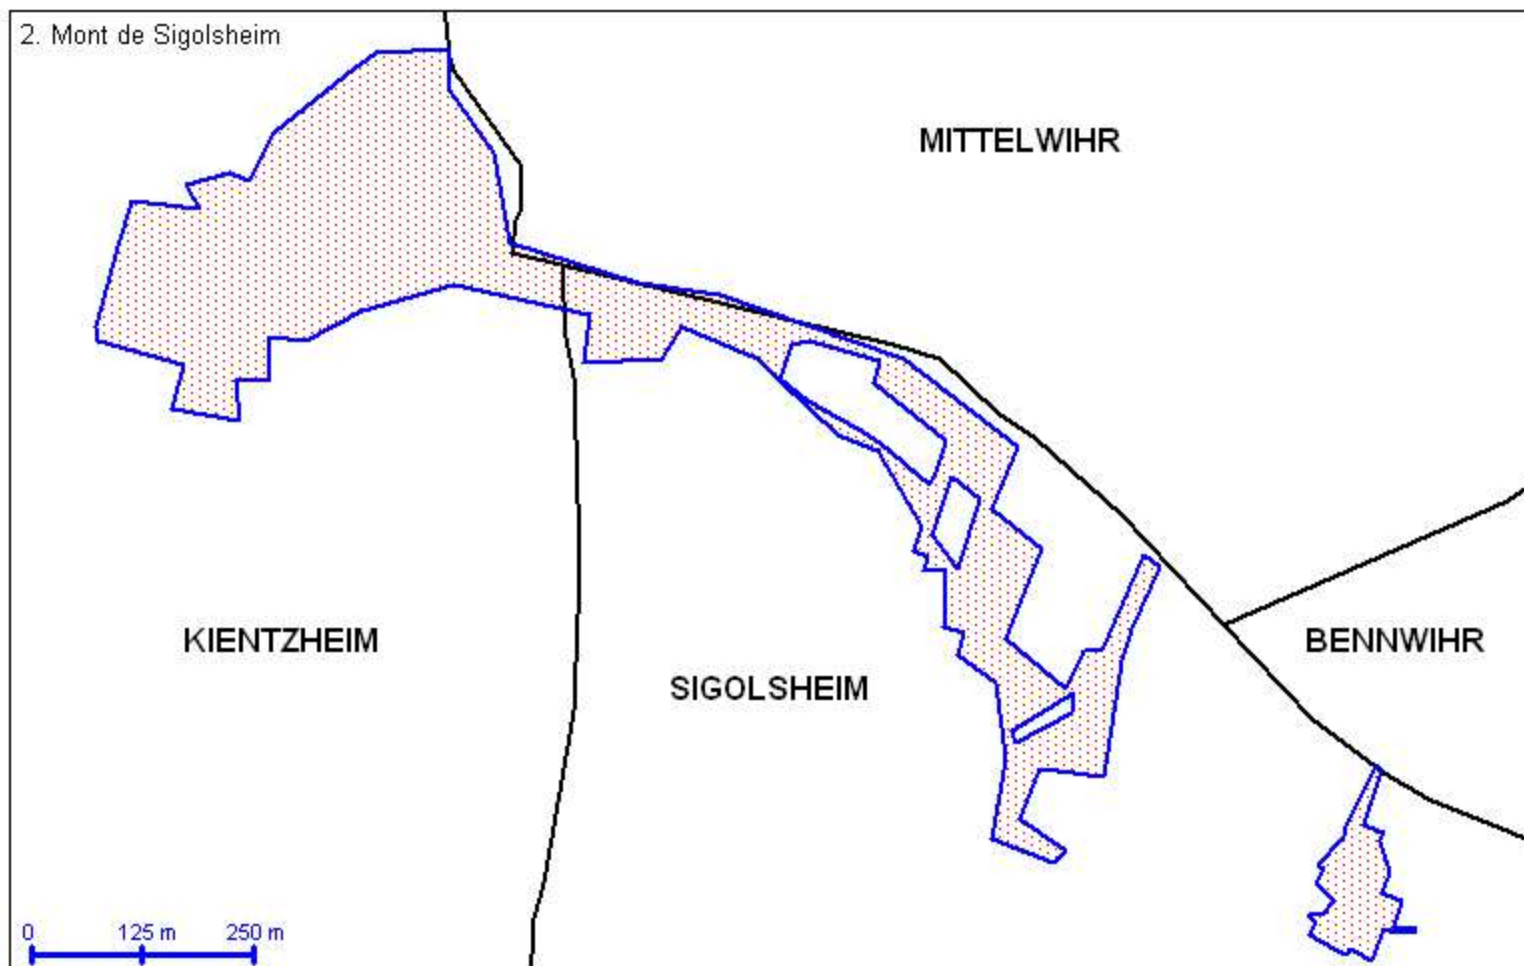 2. Mont de Sigolsheim
MITTELWIHR
KIENTZHEIM
BENNWIHR
SIGOLSHEIM
0 125 m 250 m